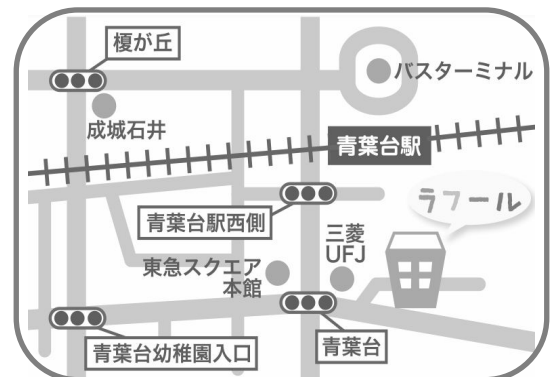 榎が丘
バスターミナル
成城石井
青葉台駅
ラフール
青葉台駅西側
三菱
UFJ
東急スクエア
本館
青葉台幼稚園入口
青葉台